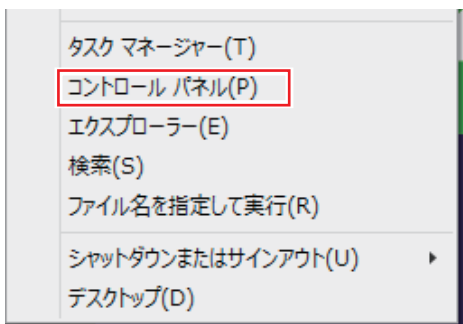 タスク マネージャー(T)
コントロール パネル(P)
エクスプローラー(E)
検索(S)
ファイル名を指定して実行(R)
シャットダウンまたはサインアウト(U)
デスクトップ(D)